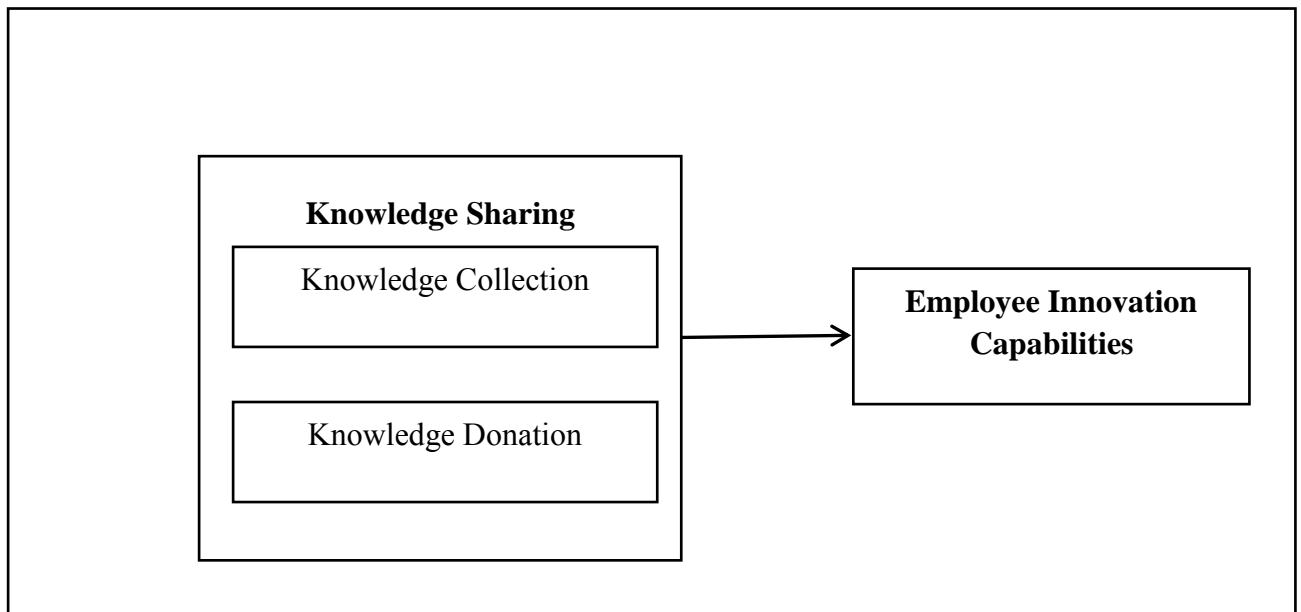 Knowledge Sharing
Knowledge Collection
Knowledge Donation
Employee Innovation
Capabilities